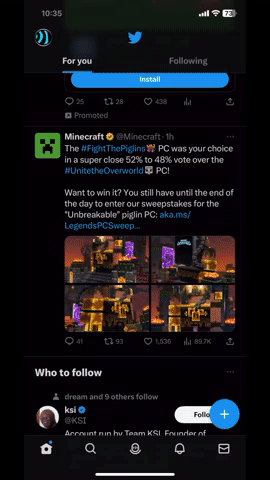 10:35
73
For you
Following
Install
25
28
438
Promoted
Minecraft @Minecraft · 1h
The #FightThePiglins PC was your choice
in a super close 52% to 48% vote over the
#UnitetheOverworld PC!
Want to win it? You still have until the end of
the day to enter our sweepstakes for the
"Unbreakable" piglin PC: aka.ms/
LegendsPCSweep…
41
93
1,536
89.7K
Who to follow
dream and 9 others follow
ksi
Follo
@KSI
Account run by Team KSI. Founder of